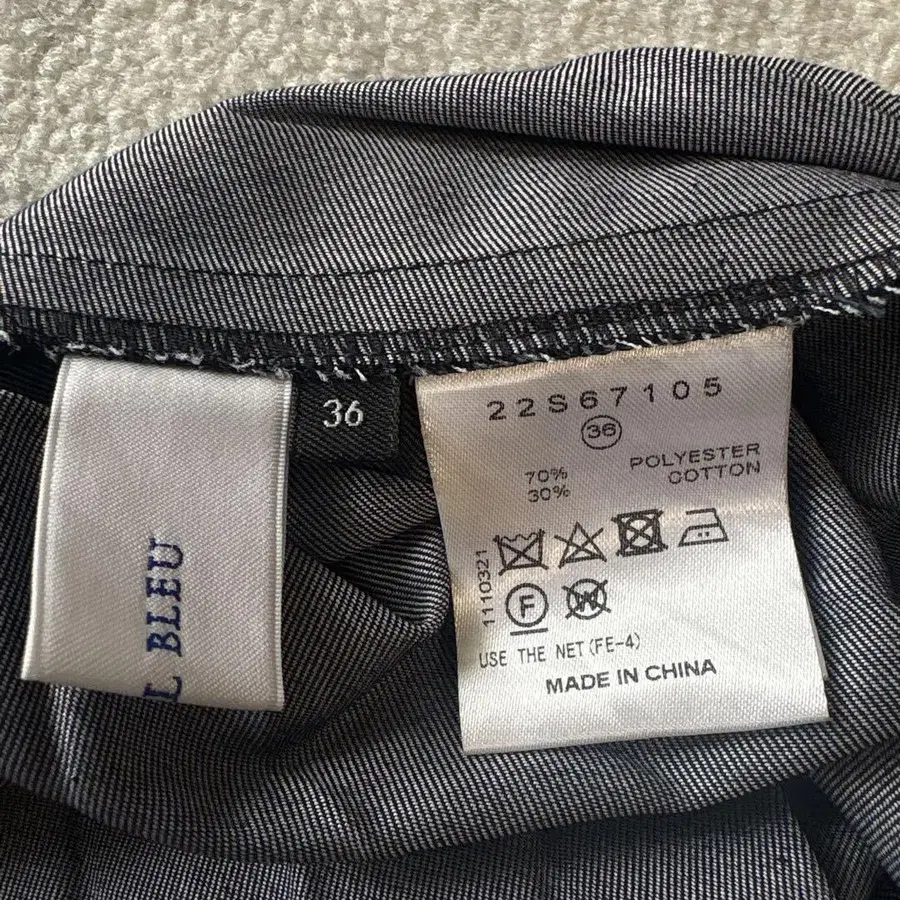 L BLEU
36
22S67105
36
70% POLYESTER
30% COTTON
1110321
F
W
USE THE NET(FE-4)
MADE IN CHINA